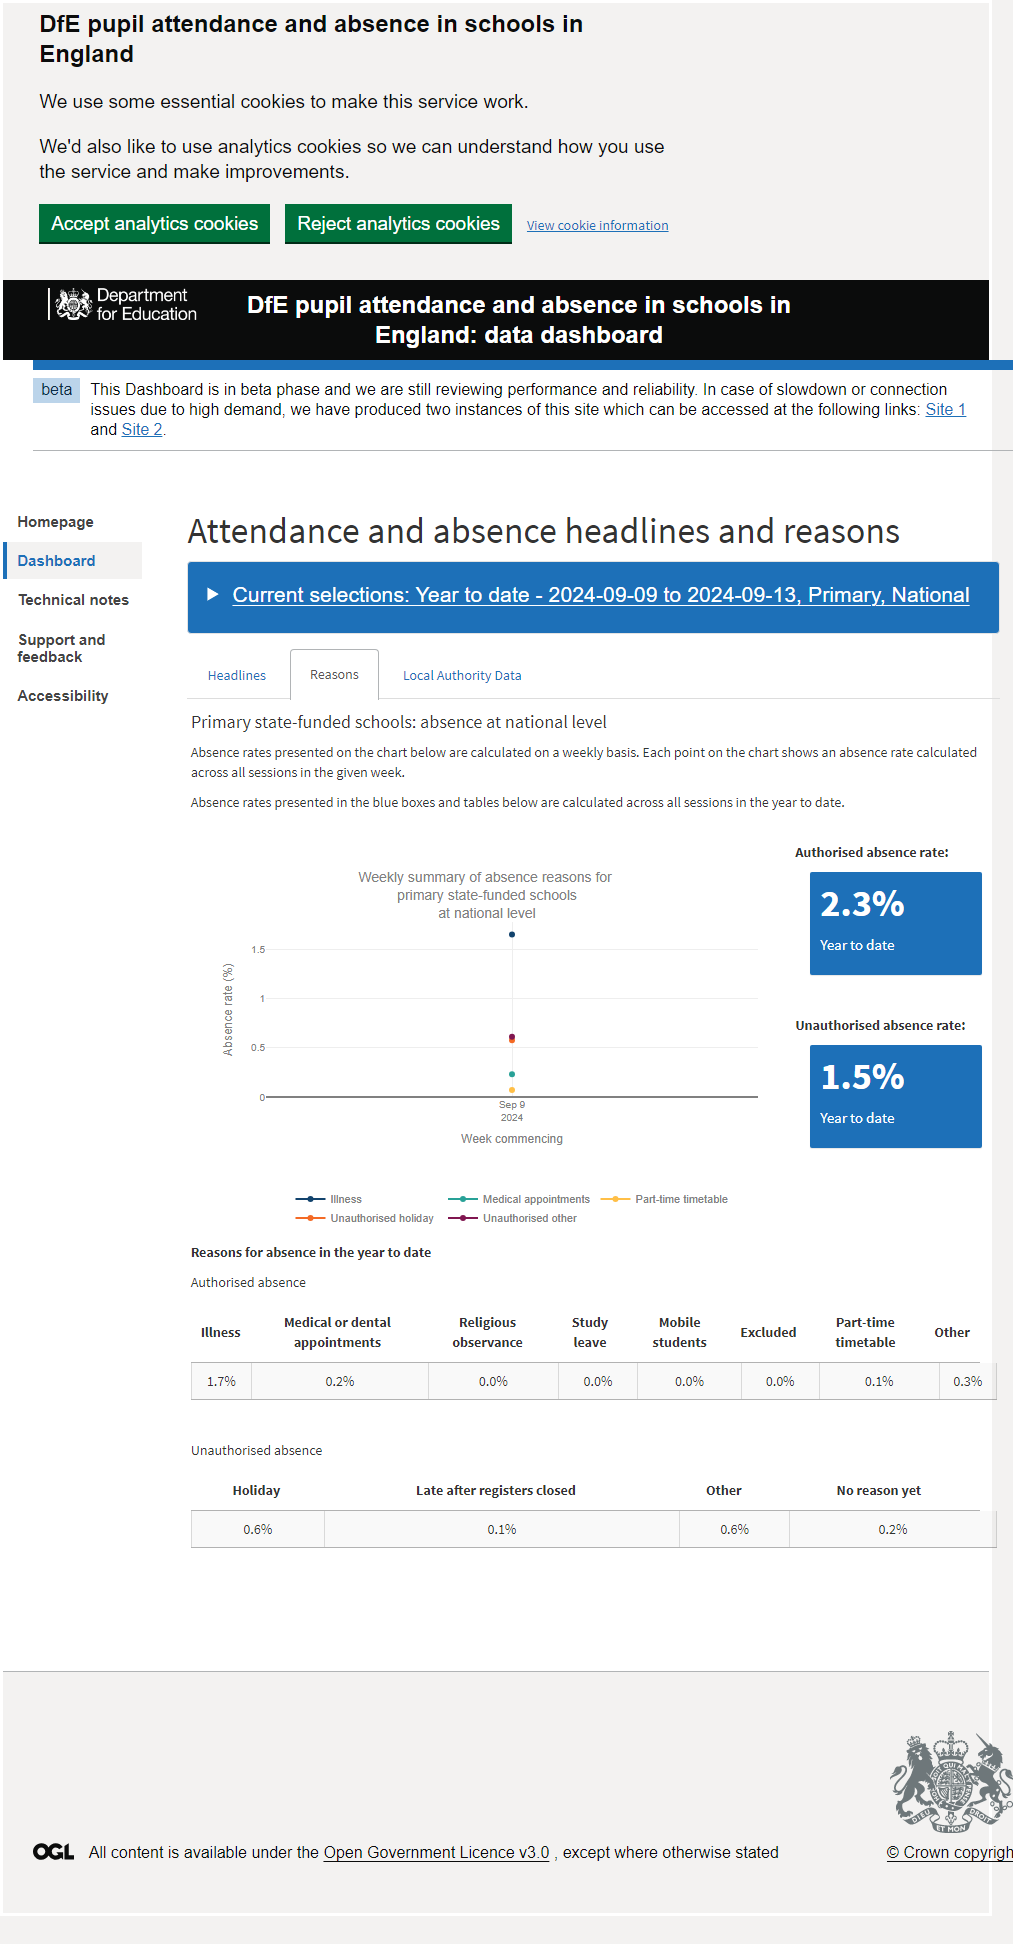 DfE pupil attendance and absence in schools in
England
We use some essential cookies to make this service work.
We'd also like to use analytics cookies so we can understand how you use
the service and make improvements.
Accept analytics cookies
Reject analytics cookies
View cookie information
Department
for Education
DfE pupil attendance and absence in schools in
England: data dashboard
beta
This Dashboard is in beta phase and we are still reviewing performance and reliability. In case of slowdown or connection
issues due to high demand, we have produced two instances of this site which can be accessed at the following links: Site 1
and Site 2.
Homepage
Dashboard
Technical notes
Support and
feedback
Accessibility
Attendance and absence headlines and reasons
Current selections: Year to date - 2024-09-09 to 2024-09-13, Primary, National
Headlines
Reasons
Local Authority Data
Primary state-funded schools: absence at national level
Absence rates presented on the chart below are calculated on a weekly basis. Each point on the chart shows an absence rate calculated
across all sessions in the given week.
Absence rates presented in the blue boxes and tables below are calculated across all sessions in the year to date.
Weekly summary of absence reasons for
primary state-funded schools
at national level
Absence rate (%)
1.5
1
0.5
0
Sep 9
2024
Week commencing
Illness
Medical appointments
Part-time timetable
Unauthorised holiday
Unauthorised other
Authorised absence rate:
2.3%
Year to date
Unauthorised absence rate:
1.5%
Year to date
Reasons for absence in the year to date
Authorised absence
Illness
Medical or dental
appointments
Religious
observance
Study
leave
Mobile
students
Excluded
Part-time
timetable
Other
1.7% 0.2% 0.0% 0.0% 0.0% 0.0% 0.1% 0.3%
Unauthorised absence
Holiday Late after registers closed Other No reason yet
0.6% 0.1% 0.6% 0.2%
DIEU ET MON DROIT
OGL
All content is available under the Open Government Licence v3.0 , except where otherwise stated
© Crown copyrigh